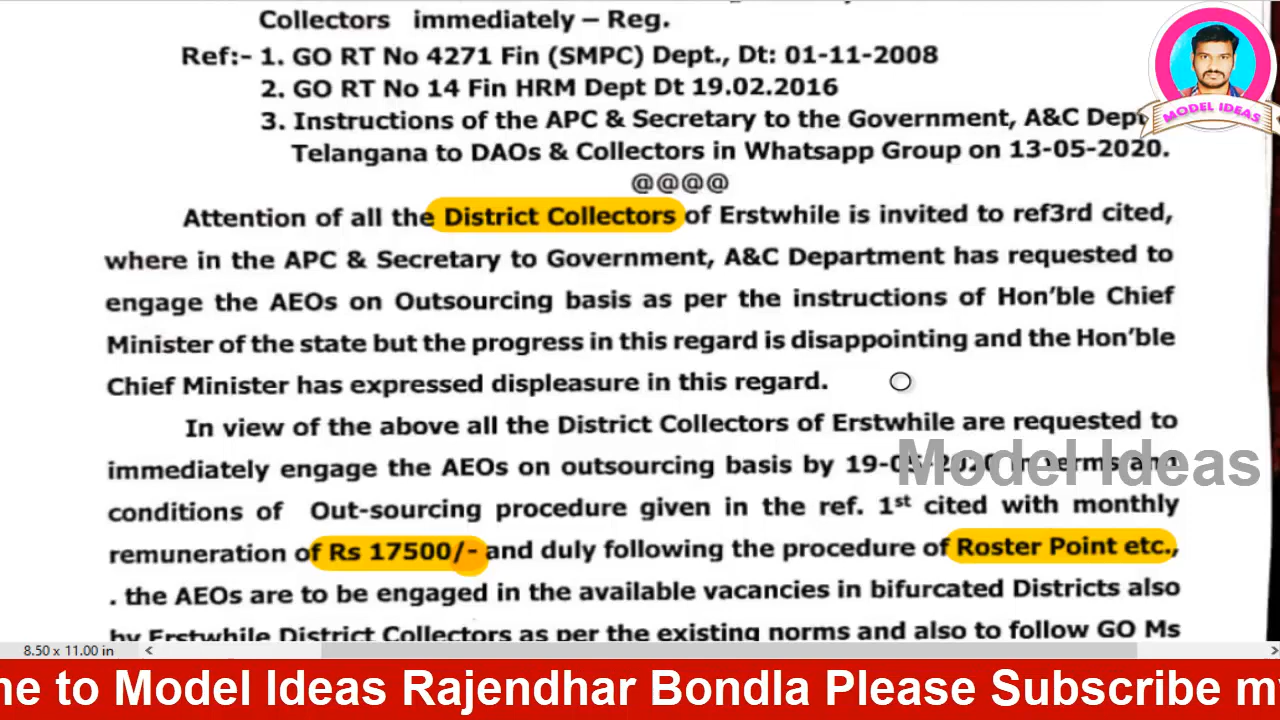 Collectors immediately – Reg.
Ref:- 1. GO RT No 4271 Fin (SMPC) Dept., Dt: 01-11-2008
2. GO RT No 14 Fin HRM Dept Dt 19.02.2016
3. Instructions of the APC & Secretary to the Government, A&C Dept
Telangana to DAOs & Collectors in Whatsapp Group on 13-05-2020.
@@@@
Attention of all the District Collectors of Erstwhile is invited to ref3rd cited,
where in the APC & Secretary to Government, A&C Department has requested to
engage the AEOs on Outsourcing basis as per the instructions of Hon'ble Chief
Minister of the state but the progress in this regard is disappointing and the Hon'ble
Chief Minister has expressed displeasure in this regard.
In view of the above all the District Collectors of Erstwhile are requested to
immediately engage the AEOs on outsourcing basis by 19-05-2020 in terms and
conditions of Out-sourcing procedure given in the ref. 1st cited with monthly
remuneration of Rs 17500/- and duly following the procedure of Roster Point etc.,
. the AEOs are to be engaged in the available vacancies in bifurcated Districts also
by Erstwhile District Collectors as per the existing norms and also to follow GO Ms
MODEL IDEAS
Model Ideas
8.50 x 11.00 in
ne to Model Ideas Rajendhar Bondla Please Subscribe my